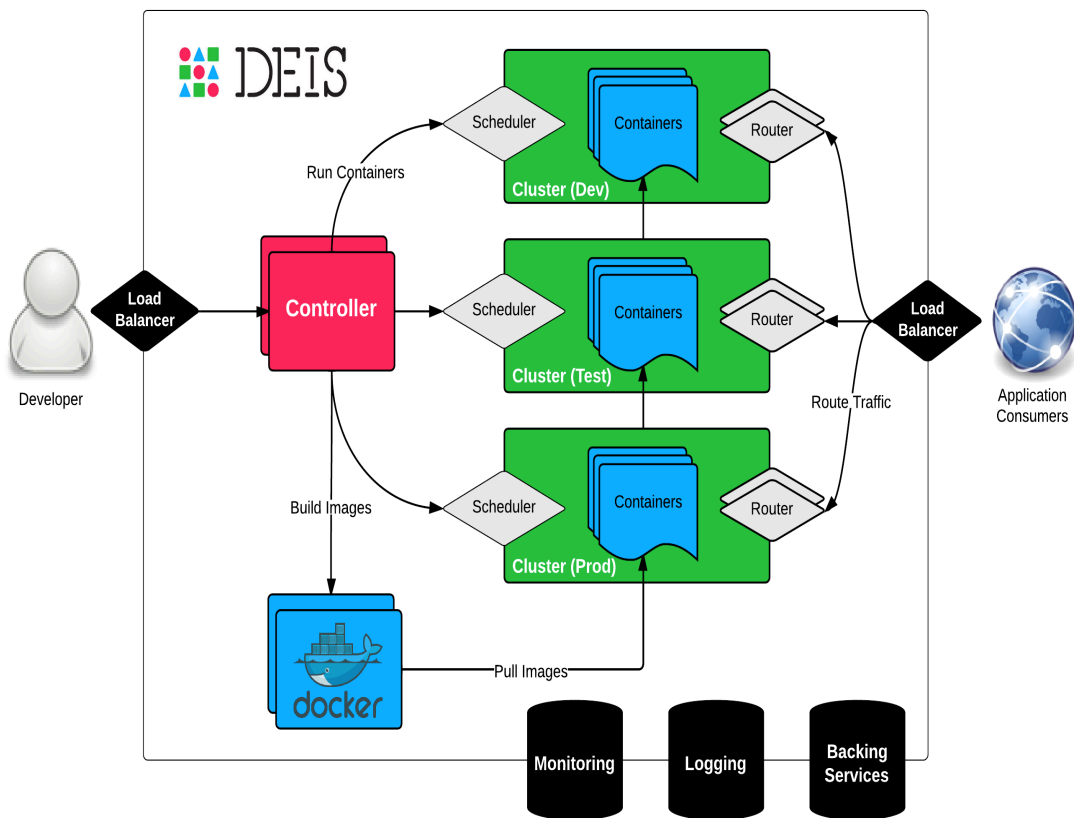 DEIS
Scheduler
Containers
Router
Cluster (Dev)
Run Containers
Developer
Load
Balancer
Controller
Scheduler
Containers
Router
Cluster (Test)
Load
Balancer
Application
Consumers
Route Traffic
Build Images
Scheduler
Containers
Router
Cluster (Prod)
docker
Pull Images
Monitoring
Logging
Backing
Services